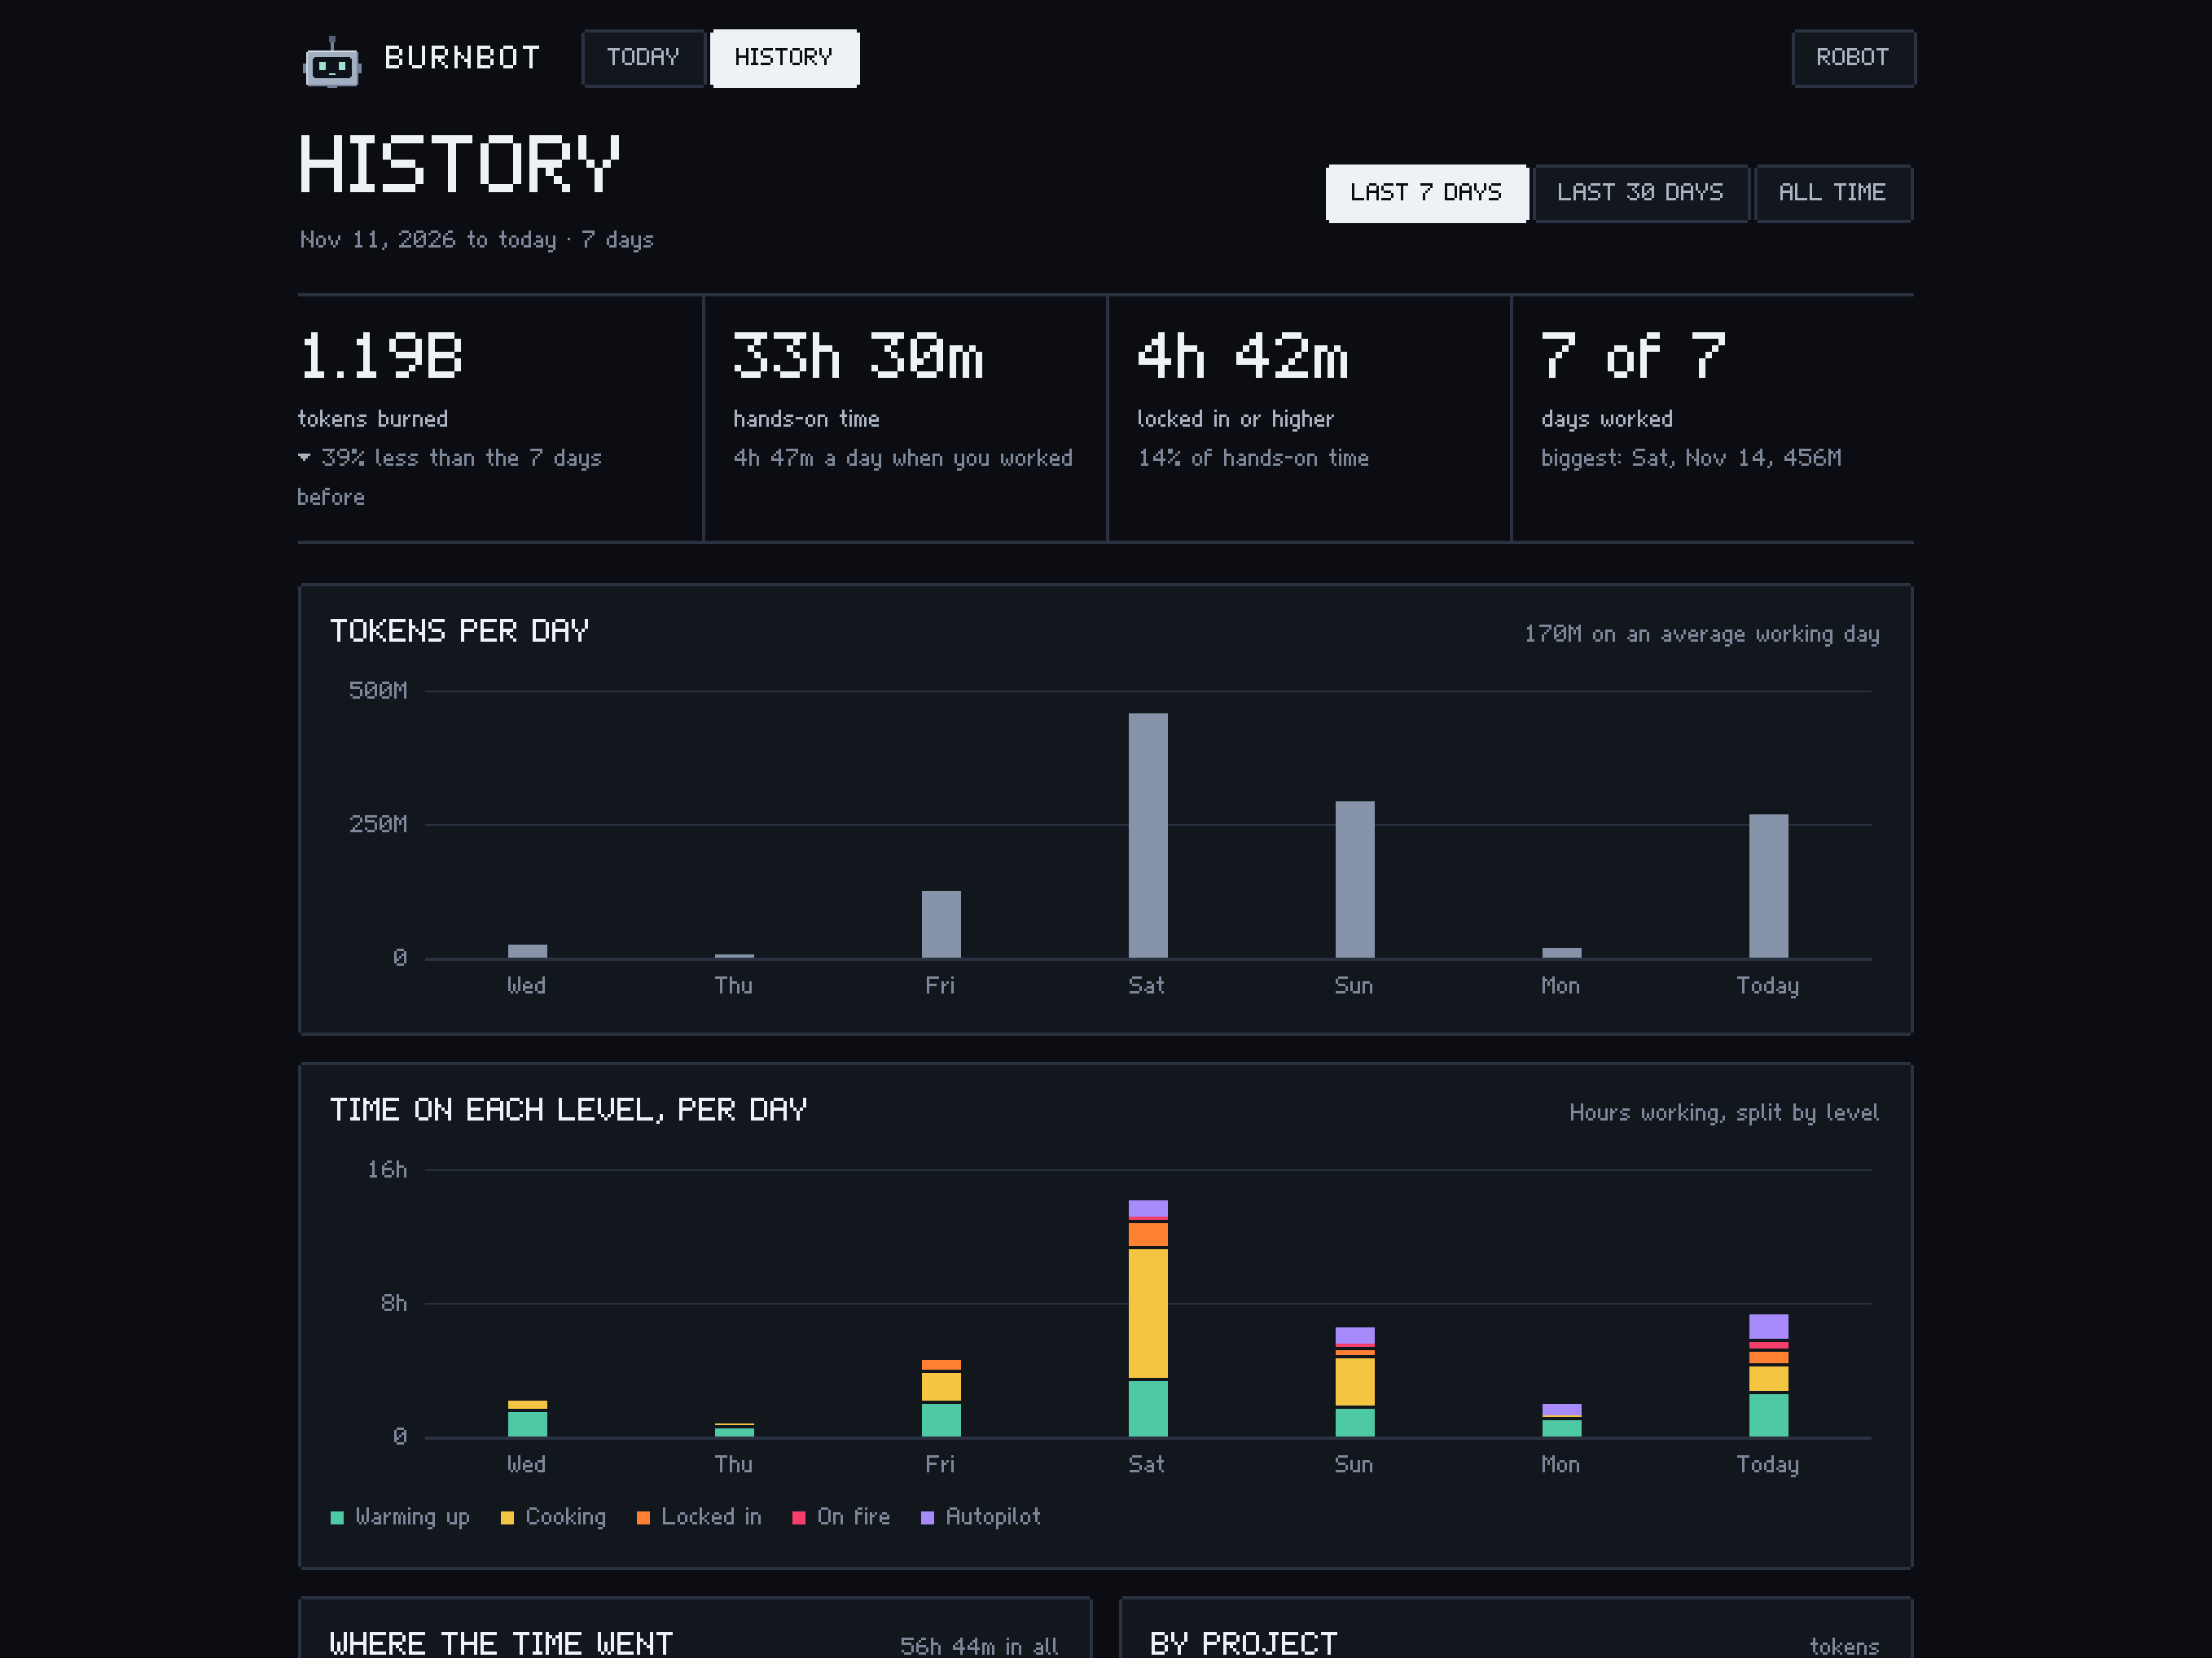 BURNBOT TODAY HISTORY ROBOT
HISTORY
LAST 7 DAYS LAST 30 DAYS ALL TIME
Nov 11, 2026 to today · 7 days
1.19B
tokens burned
▾ 39% less than the 7 days
before
33h 30m
hands-on time
4h 47m a day when you worked
4h 42m
locked in or higher
14% of hands-on time
7 of 7
days worked
biggest: Sat, Nov 14, 456M
TOKENS PER DAY
170M on an average working day
500M
250M
0
Wed Thu Fri Sat Sun Mon Today
TIME ON EACH LEVEL, PER DAY
Hours working, split by level
16h
8h
0
Wed Thu Fri Sat Sun Mon Today
Warming up Cooking Locked in On fire Autopilot
WHERE THE TIME WENT
56h 44m in all
BY PROJECT
tokens